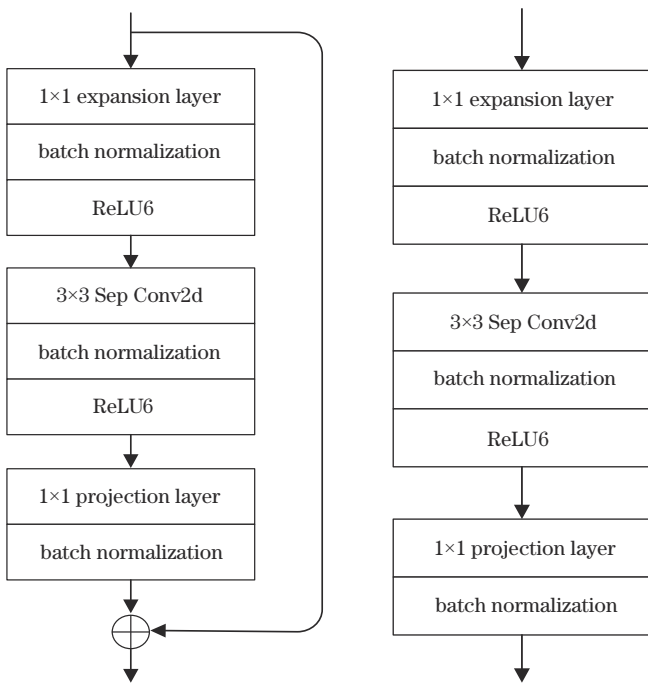 1×1 expansion layer
batch normalization
ReLU6
3×3 Sep Conv2d
batch normalization
ReLU6
1×1 projection layer
batch normalization
1×1 expansion layer
batch normalization
ReLU6
3×3 Sep Conv2d
batch normalization
ReLU6
1×1 projection layer
batch normalization